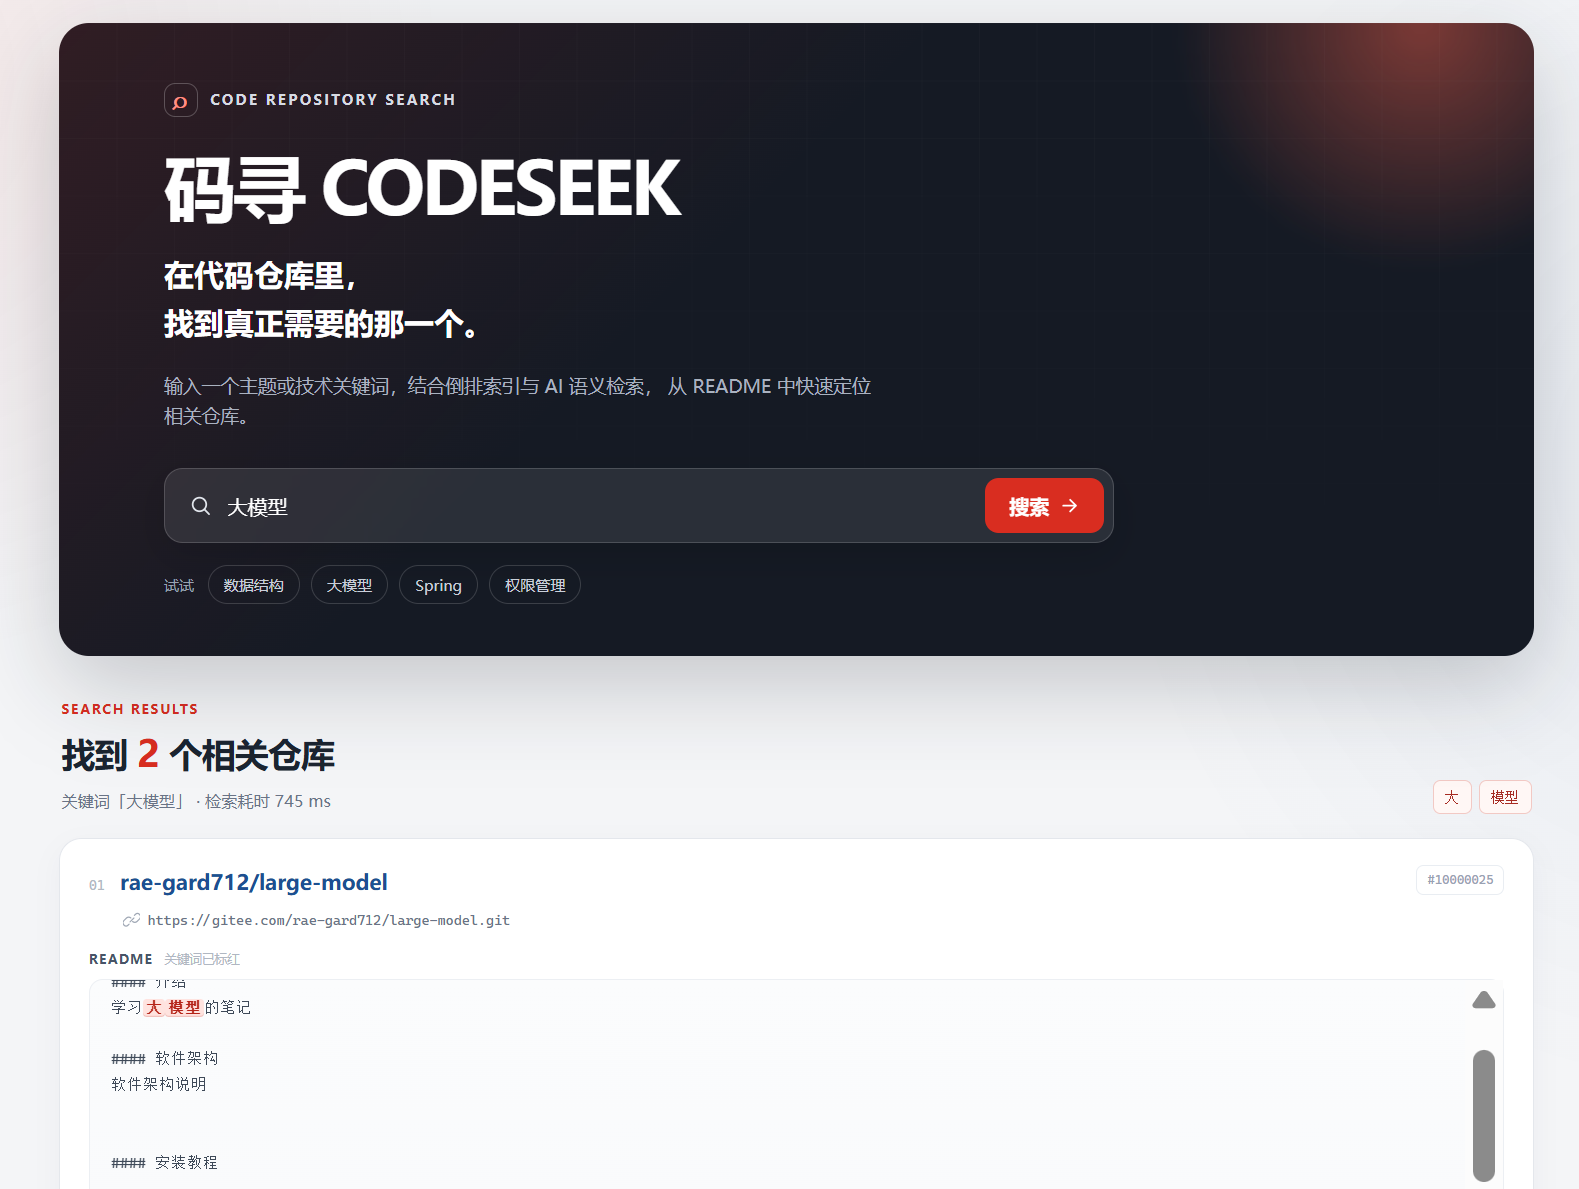 CODE REPOSITORY SEARCH
码寻 CODESEEK
在代码仓库里，
找到真正需要的那一个。
输入一个主题或技术关键词，结合倒排索引与 AI 语义检索， 从 README 中快速定位
相关仓库。
大模型
搜索 →
试试 数据结构 大模型 Spring 权限管理
SEARCH RESULTS
找到 2 个相关仓库
关键词「大模型」 · 检索耗时 745 ms
大 模型
01 rae-gard712/large-model #10000025
https://gitee.com/rae-gard712/large-model.git
README 关键词已标红
#### 介绍
学习大 模型的笔记
#### 软件架构
软件架构说明
#### 安装教程